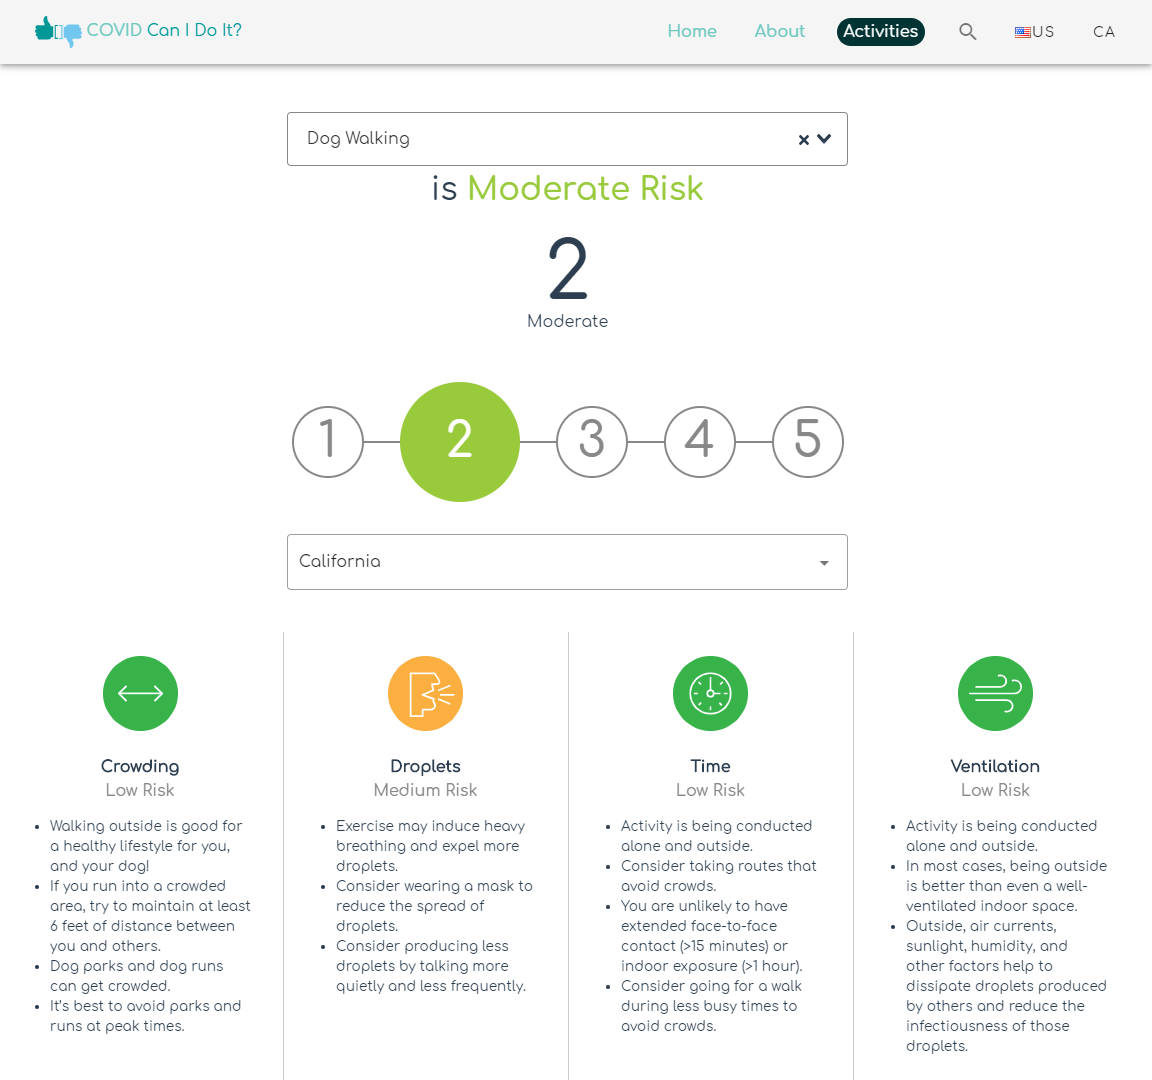 COVID Can I Do It?
Home
About
Activities
US
CA
Dog Walking
is Moderate Risk
2
Moderate
1
2
3
4
5
California
Crowding
Low Risk
Walking outside is good for
a healthy lifestyle for you,
and your dog!
If you run into a crowded
area, try to maintain at least
6 feet of distance between
you and others.
Dog parks and dog runs
can get crowded.
It's best to avoid parks and
runs at peak times.
Droplets
Medium Risk
Exercise may induce heavy
breathing and expel more
droplets.
Consider wearing a mask to
reduce the spread of
droplets.
Consider producing less
droplets by talking more
quietly and less frequently.
Time
Low Risk
Activity is being conducted
alone and outside.
Consider taking routes that
avoid crowds.
You are unlikely to have
extended face-to-face
contact (>15 minutes) or
indoor exposure (>1 hour).
Consider going for a walk
during less busy times to
avoid crowds.
Ventilation
Low Risk
Activity is being conducted
alone and outside.
In most cases, being outside
is better than even a well-
ventilated indoor space.
Outside, air currents,
sunlight, humidity, and
other factors help to
dissipate droplets produced
by others and reduce the
infectiousness of those
droplets.